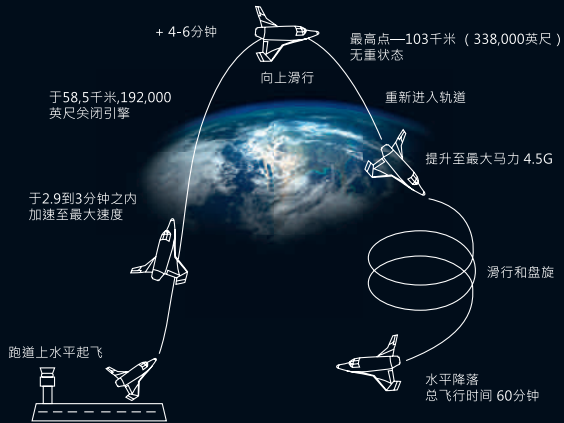 + 4-6分钟
最高点—103千米 （338,000英尺）
无重状态
向上滑行
于58,5千米,192,000
英尺关闭引擎
重新进入轨道
提升至最大马力 4.5G
于2.9到3分钟之内
加速至最大速度
滑行和盘旋
跑道上水平起飞
水平降落
总飞行时间 60分钟